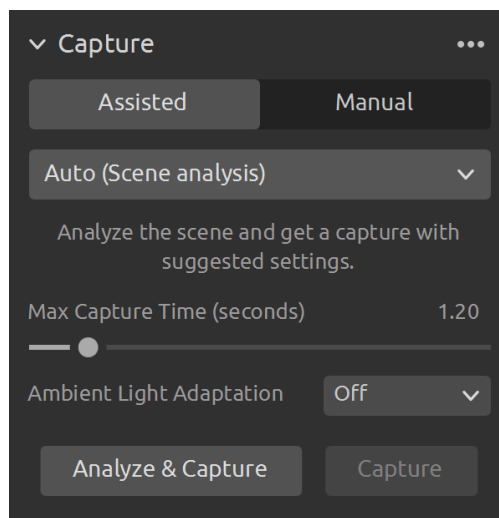 Capture
Assisted Manual
Auto (Scene analysis)
Analyze the scene and get a capture with
suggested settings.
Max Capture Time (seconds) 1.20
Ambient Light Adaptation Off
Analyze & Capture Capture